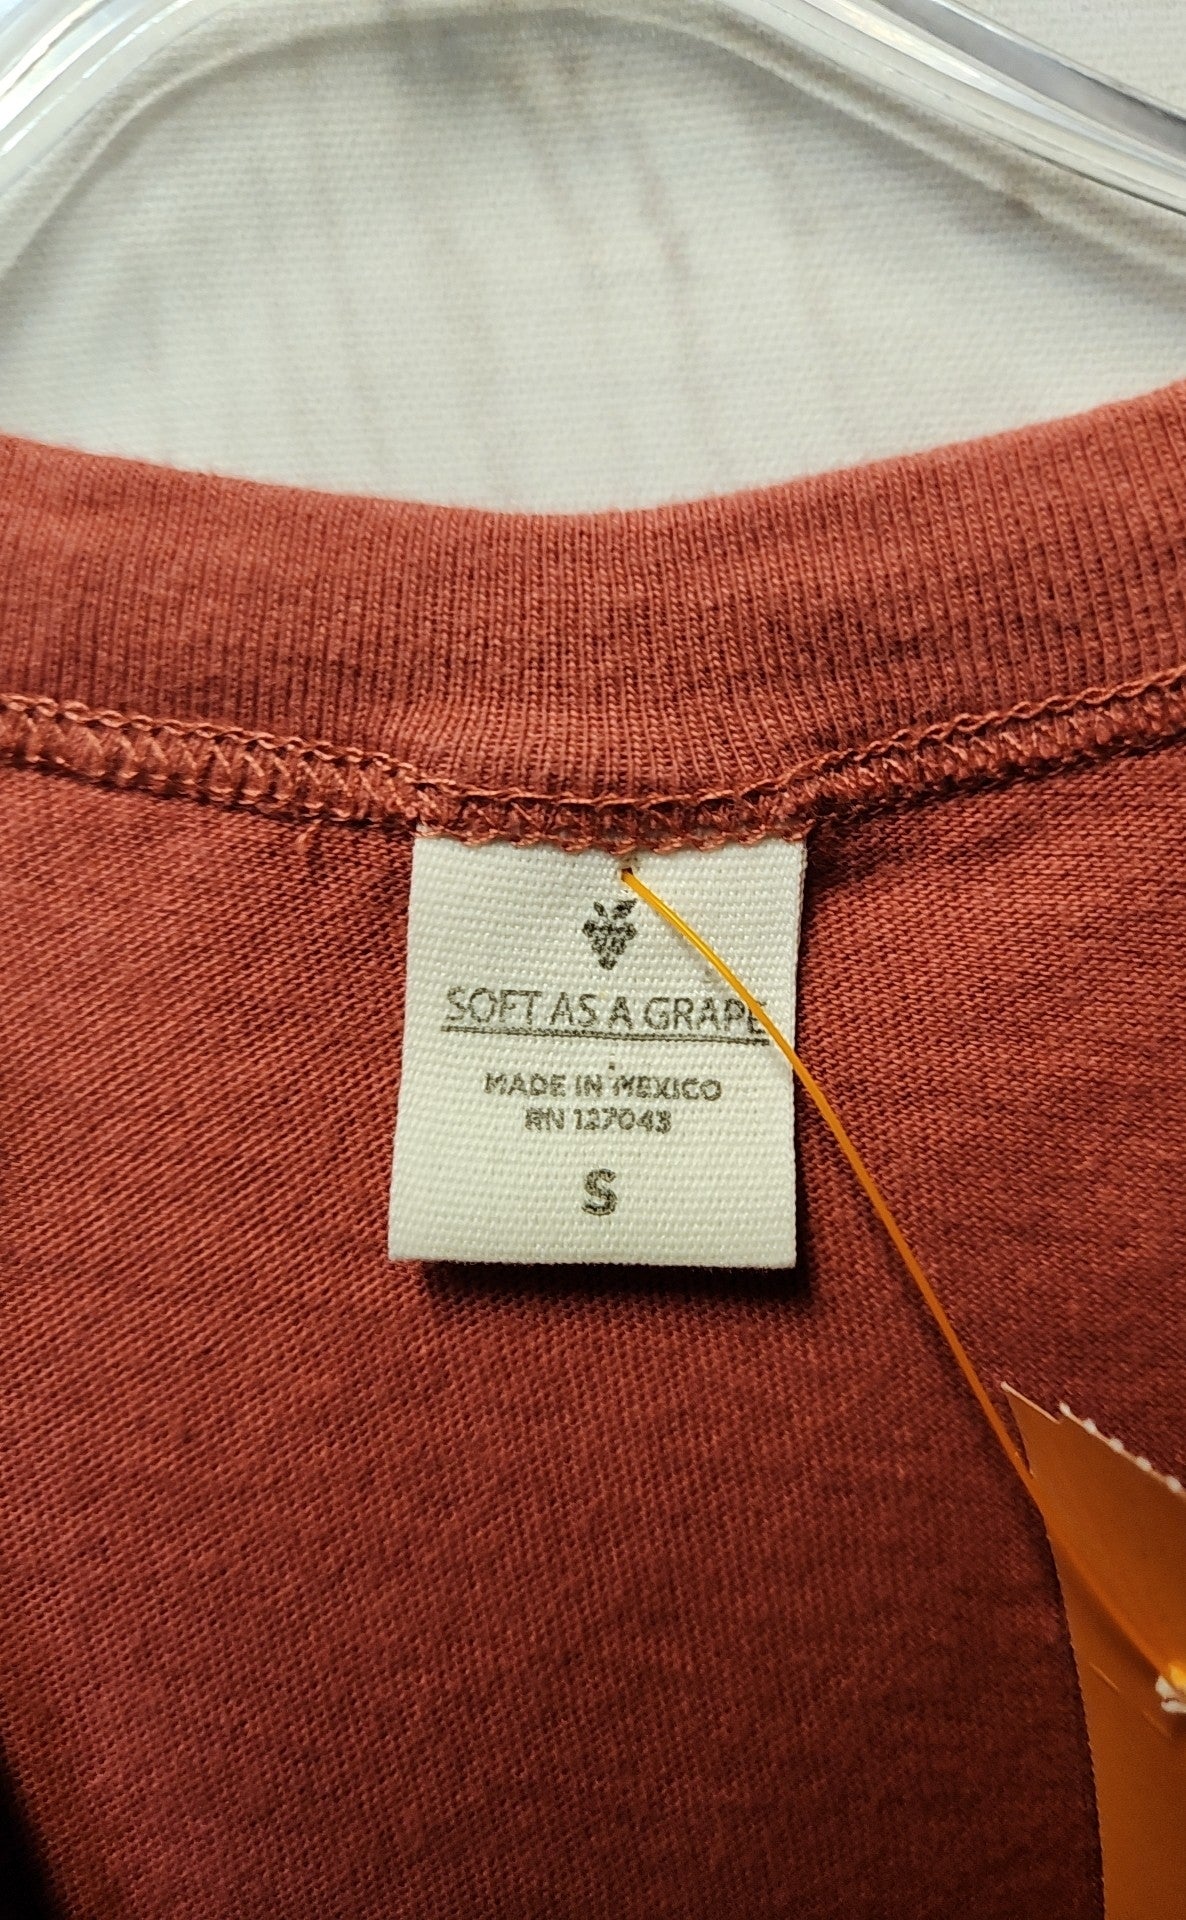 SOFT AS A GRAPE
MADE IN MEXICO
RN 127043
S